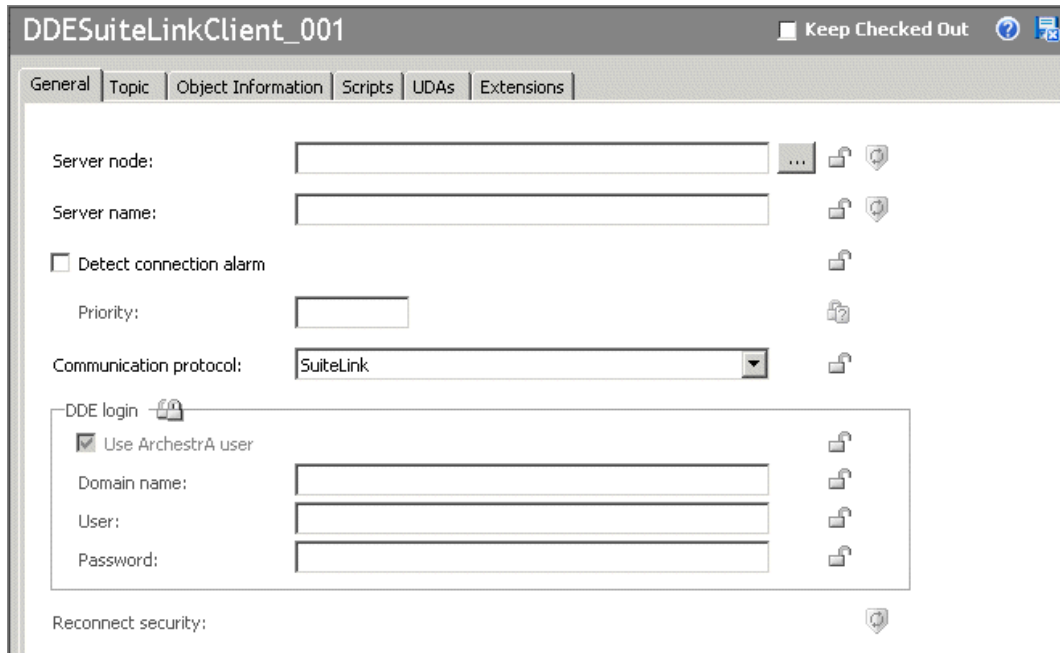 DDESuiteLinkClient_001
Keep Checked Out
General Topic Object Information Scripts UDAs Extensions
Server node:
...
Server name:
Detect connection alarm
Priority:
Communication protocol: SuiteLink
DDE login
Use ArchestrA user
Domain name:
User:
Password:
Reconnect security: